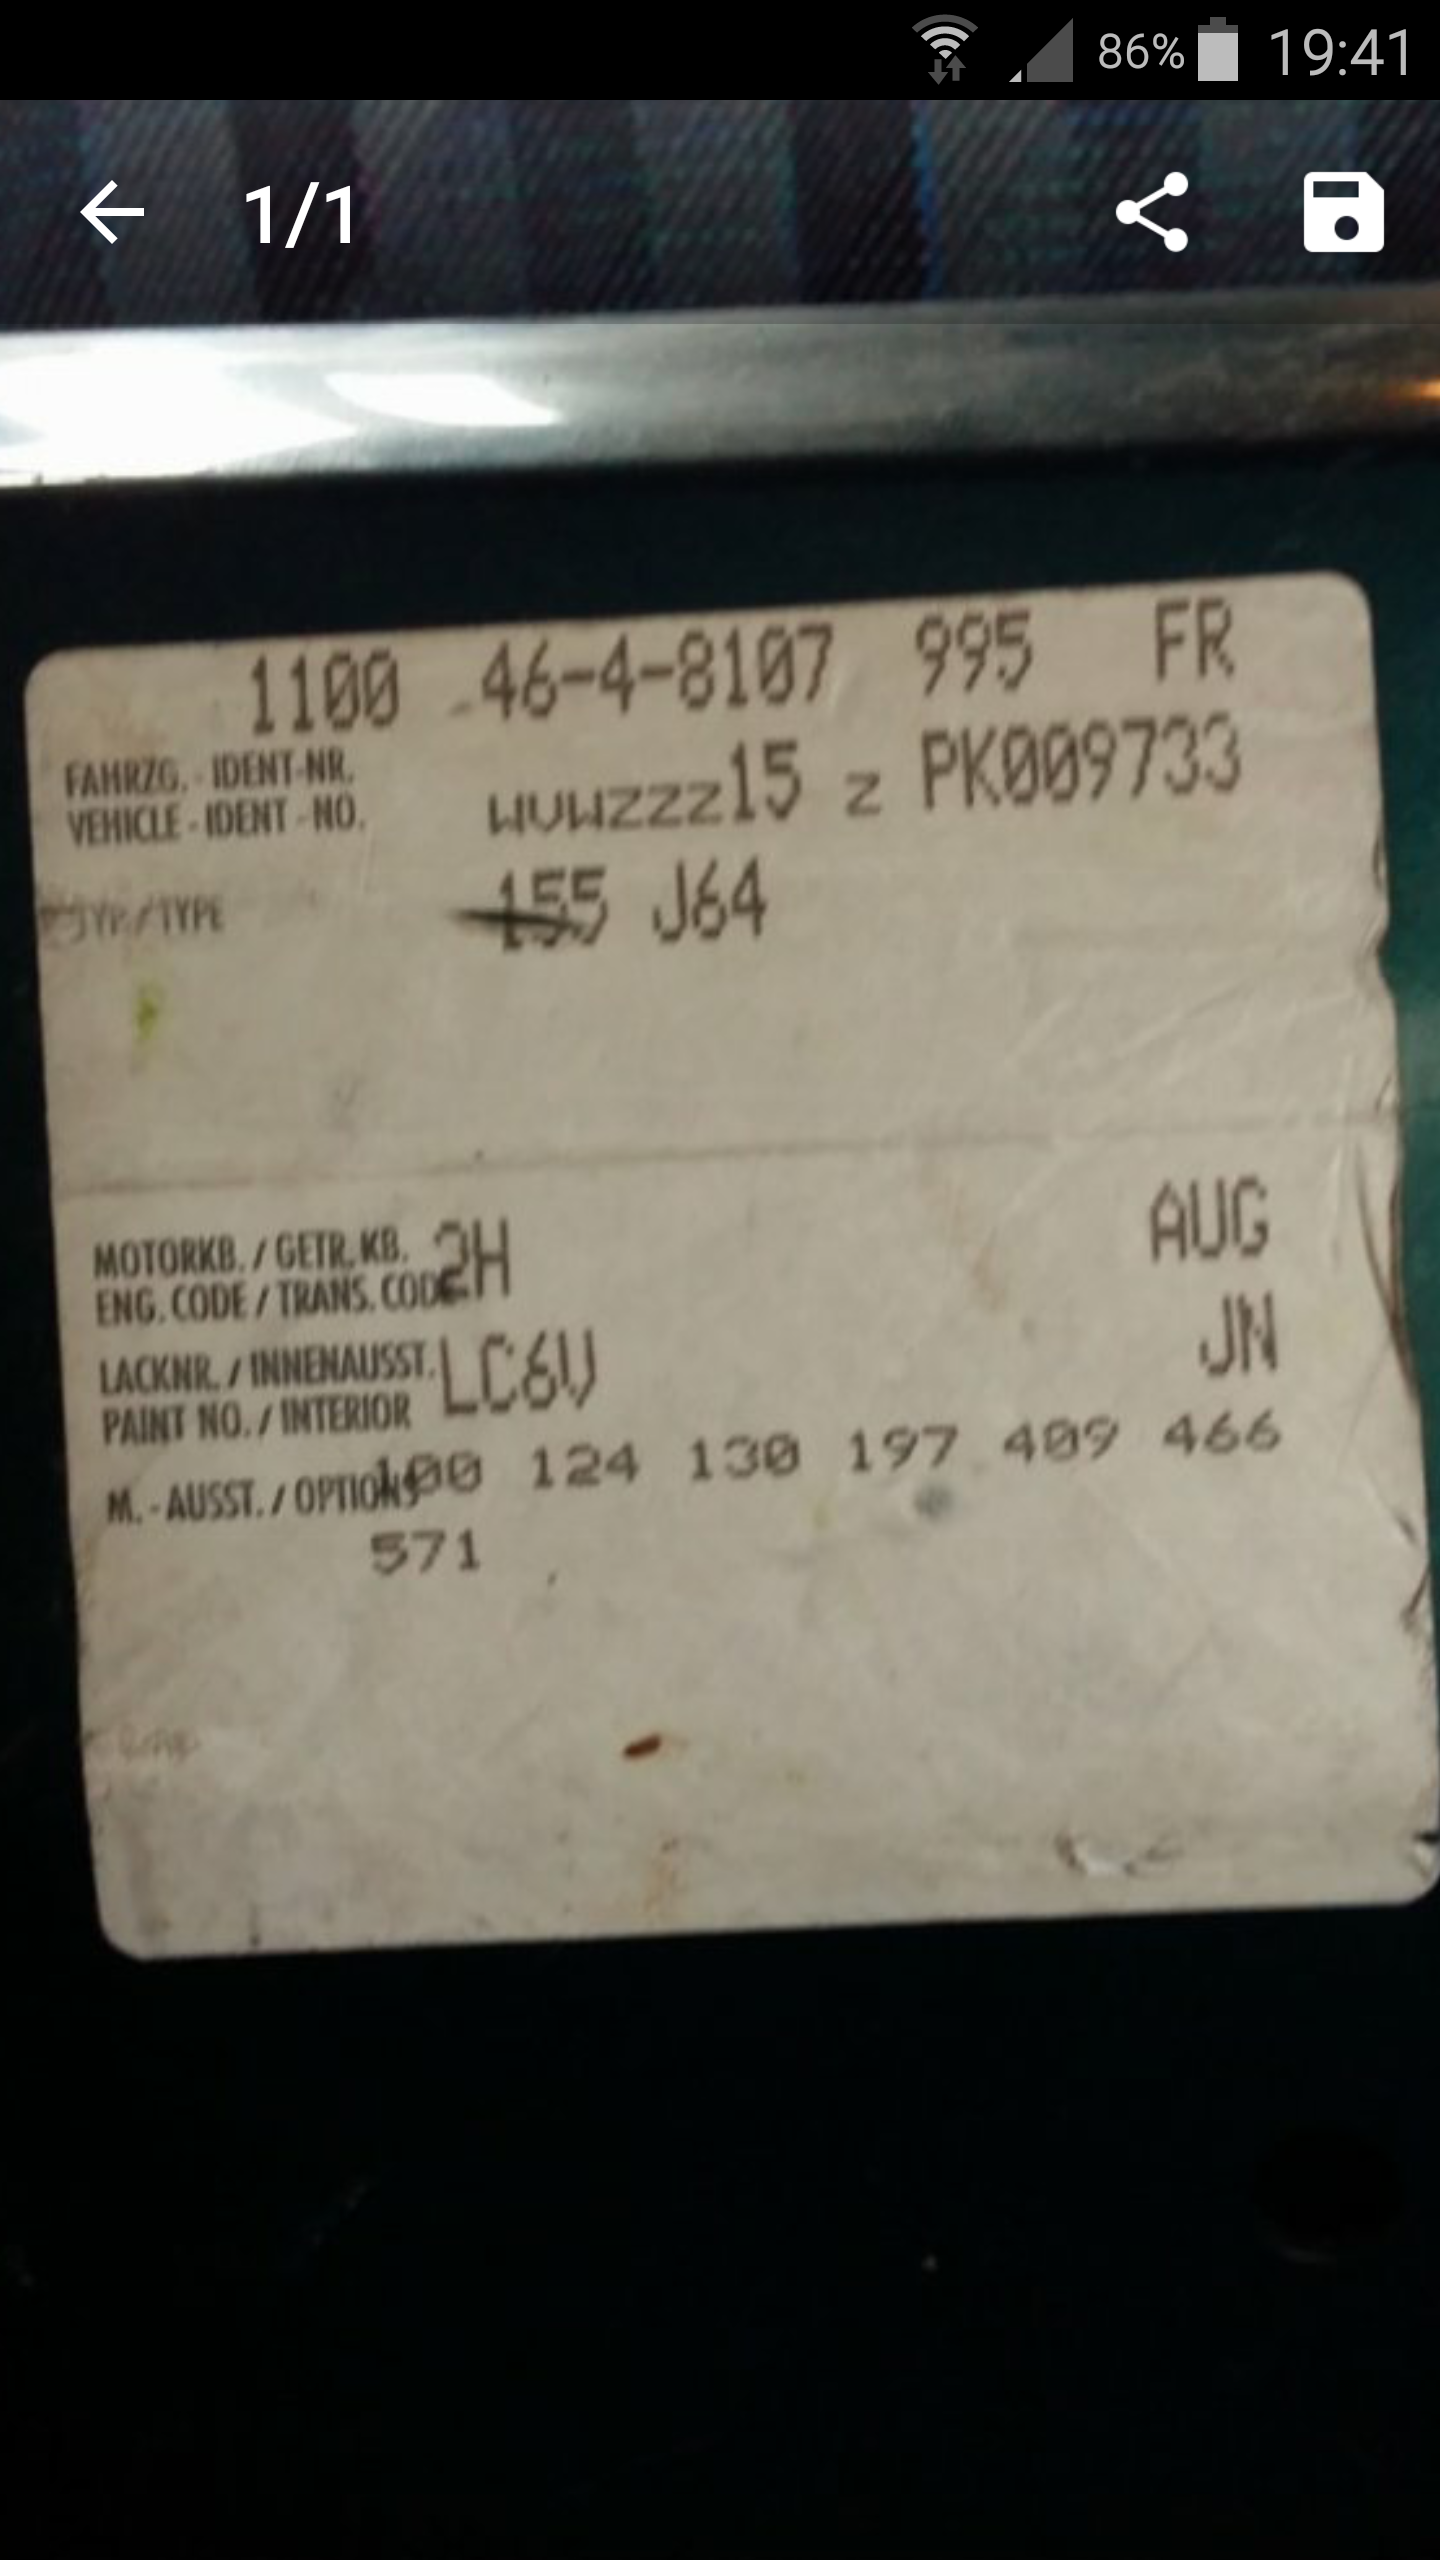 86% 19:41
1/1
1100 46-4-8107 995 FR
FAHRZG. - IDENT-NR.
VEHICLE - IDENT - NO. WVWZZZ15 Z PK009733
TYP / TYPE 155 J64
MOTORKB. / GETR. KB. 2H AUG
ENG. CODE / TRANS. CODE
LACKNR. / INNENAUSST. LC6V JN
PAINT NO. / INTERIOR
M. - AUSST. / OPTIONS 100 124 130 197 409 466
571